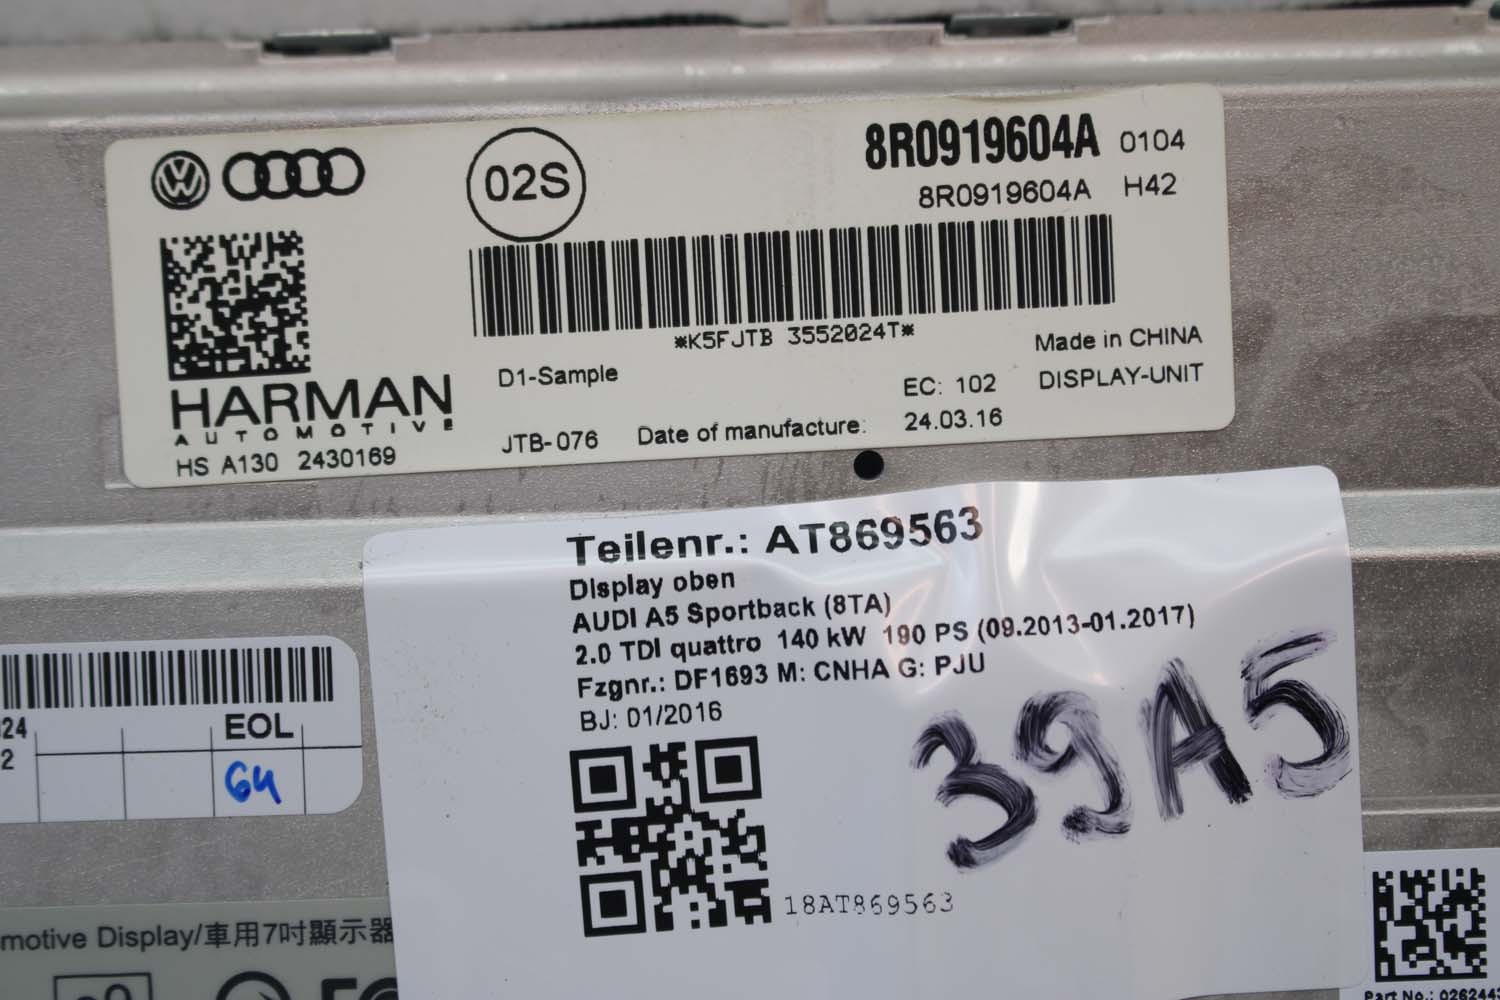 8R0919604A 0104
02S
8R0919604A H42
*K5FJTB 3552024T*
Made in CHINA
D1-Sample
EC: 102 DISPLAY-UNIT
HARMAN
AUTOMOTIVE
JTB-076 Date of manufacture: 24.03.16
HS A130 2430169
Teilenr.: AT869563
Display oben
AUDI A5 Sportback (8TA)
2.0 TDI quattro 140 kW 190 PS (09.2013-01.2017)
Fzgnr.: DF1693 M: CNHA G: PJU
BJ: 01/2016
39A5
18AT869563
24
EOL
2
64
motive Display/車用7吋顯示器
Part No.: 026244